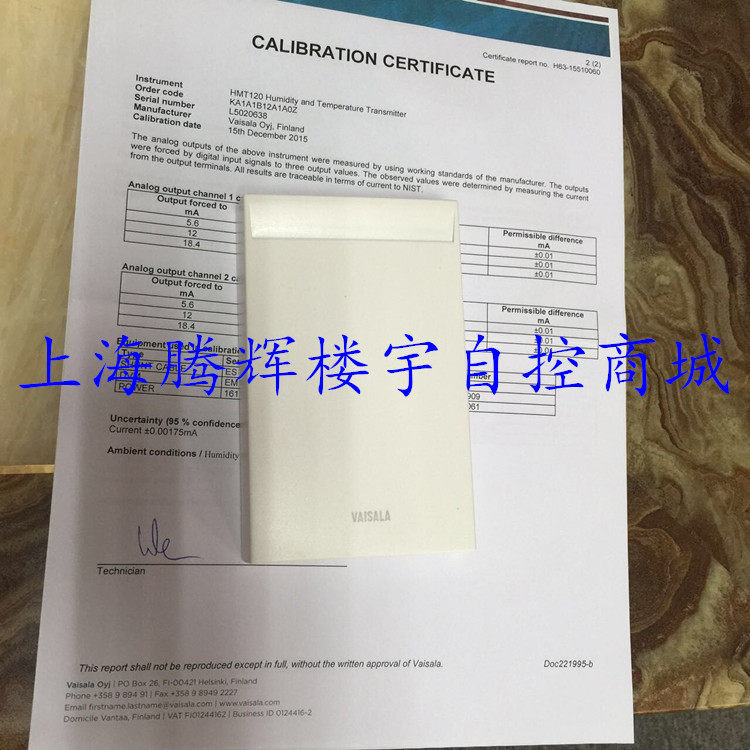 2 (2)
Certificate report no. H63-15510060
CALIBRATION CERTIFICATE
Instrument HMT120 Humidity and Temperature Transmitter
Order code KA1A1B12A1A0Z
Serial number L5020638
Manufacturer Vaisala Oyj, Finland
Calibration date 15th December 2015
The analog outputs of the above instrument were measured by using working standards of the manufacturer. The outputs
were forced by digital input signals to three output values. The observed values were determined by measuring the current
from the output terminals. All results are traceable in terms of current to NIST.
Analog output channel 1
Output forced to Permissible difference
mA mA
5.6 ±0.01
12 ±0.01
18.4 ±0.01
Analog output channel 2
Output forced to Permissible difference
mA mA
5.6 ±0.01
12 ±0.01
18.4 ±0.01
Equipment used
Type
CABLE
POWER 161
上海腾辉楼宇自控商城
Uncertainty (95 % confidence
Current ±0.00175mA
Ambient conditions / Humidity
VAISALA
Technician
This report shall not be reproduced except in full, without the written approval of Vaisala.
Doc221995-b
Vaisala Oyj | PO Box 26, FI-00421 Helsinki, Finland
Phone +358 9 894 91 | Fax +358 9 8949 2227
Email firstname.lastname@vaisala.com | www.vaisala.com
Domicile Vantaa, Finland | VAT FI01244162 | Business ID 0124416-2